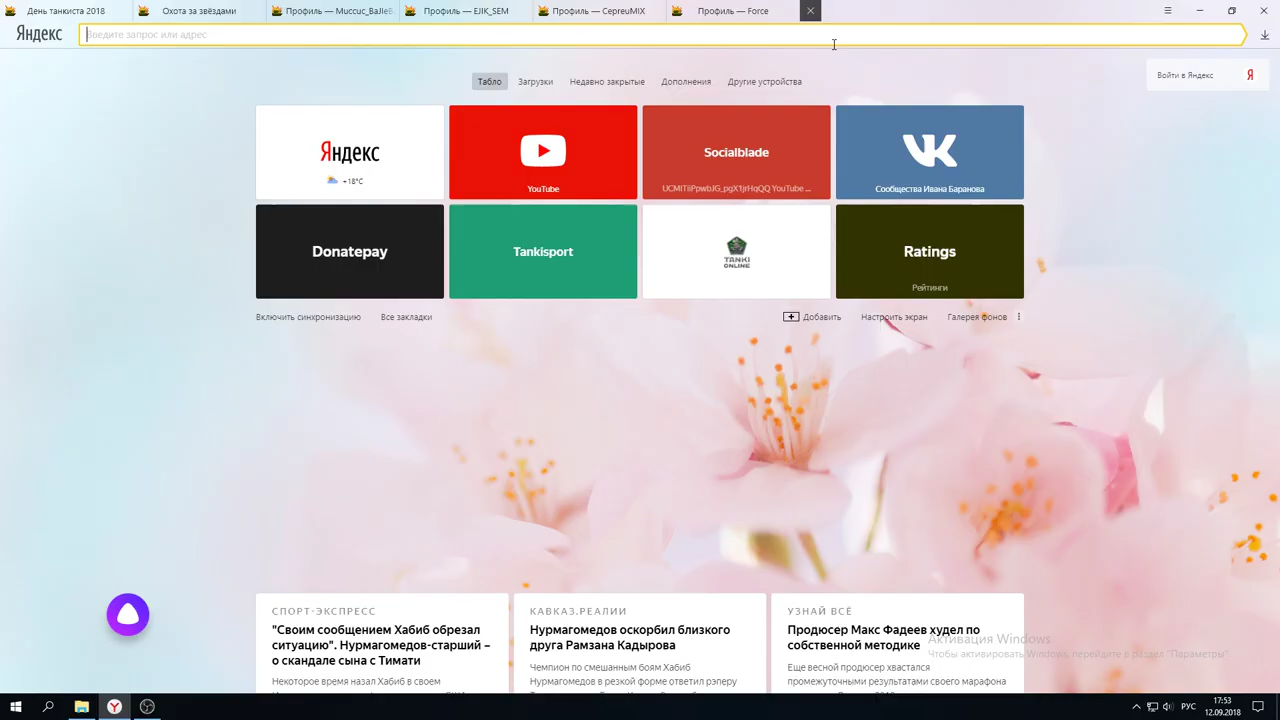 День танкиста 2018
Охота за звёздами
Профиль — Muccuc_BaJIeE
Профиль — EJIK_SEM
Профиль — CepreuMIX
Профиль — Force
Яндекс
Введите запрос или адрес
Табло
Загрузки
Недавно закрытые
Дополнения
Другие устройства
Войти в Яндекс
Я
Яндекс
+18°C
YouTube
Socialblade
UCMITiiPpwbJG_pgX1jrHqQQ YouTube ...
Сообщества Ивана Баранова
Donatepay
Tankisport
TANKI
ONLINE
Ratings
Рейтинги
Включить синхронизацию
Все закладки
Добавить
Настроить экран
Галерея фонов
СПОРТ-ЭКСПРЕСС
"Своим сообщением Хабиб обрезал
ситуацию". Нурмагомедов-старший –
о скандале сына с Тимати
Некоторое время назад Хабиб в своем
КАВКАЗ.РЕАЛИИ
Нурмагомедов оскорбил близкого
друга Рамзана Кадырова
Чемпион по смешанным боям Хабиб
Нурмагомедов в резкой форме ответил рэперу
УЗНАЙ ВСЁ
Продюсер Макс Фадеев худел по
собственной методике
Еще весной продюсер хвастался
промежуточными результатами своего марафона
Активация Windows
Чтобы активировать Windows, перейдите в раздел "Параметры".
РУС
17:53
12.09.2018